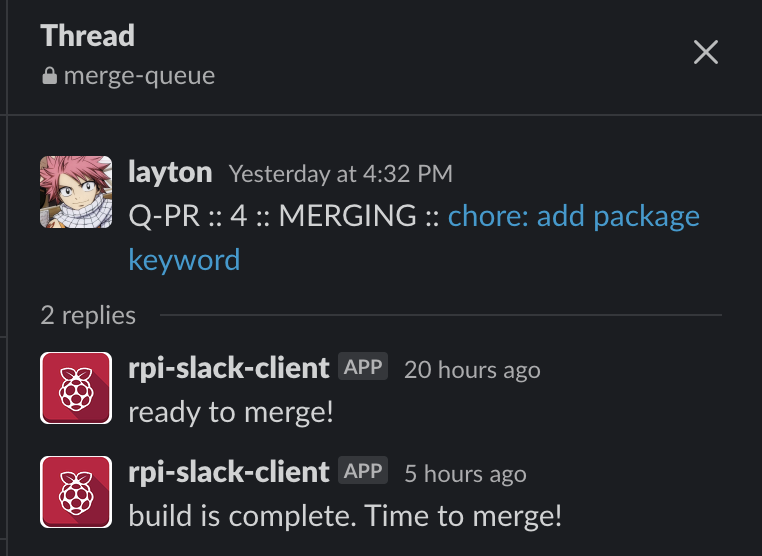 Thread
merge-queue
layton Yesterday at 4:32 PM
Q-PR :: 4 :: MERGING :: chore: add package
keyword
2 replies
rpi-slack-client APP 20 hours ago
ready to merge!
rpi-slack-client APP 5 hours ago
build is complete. Time to merge!